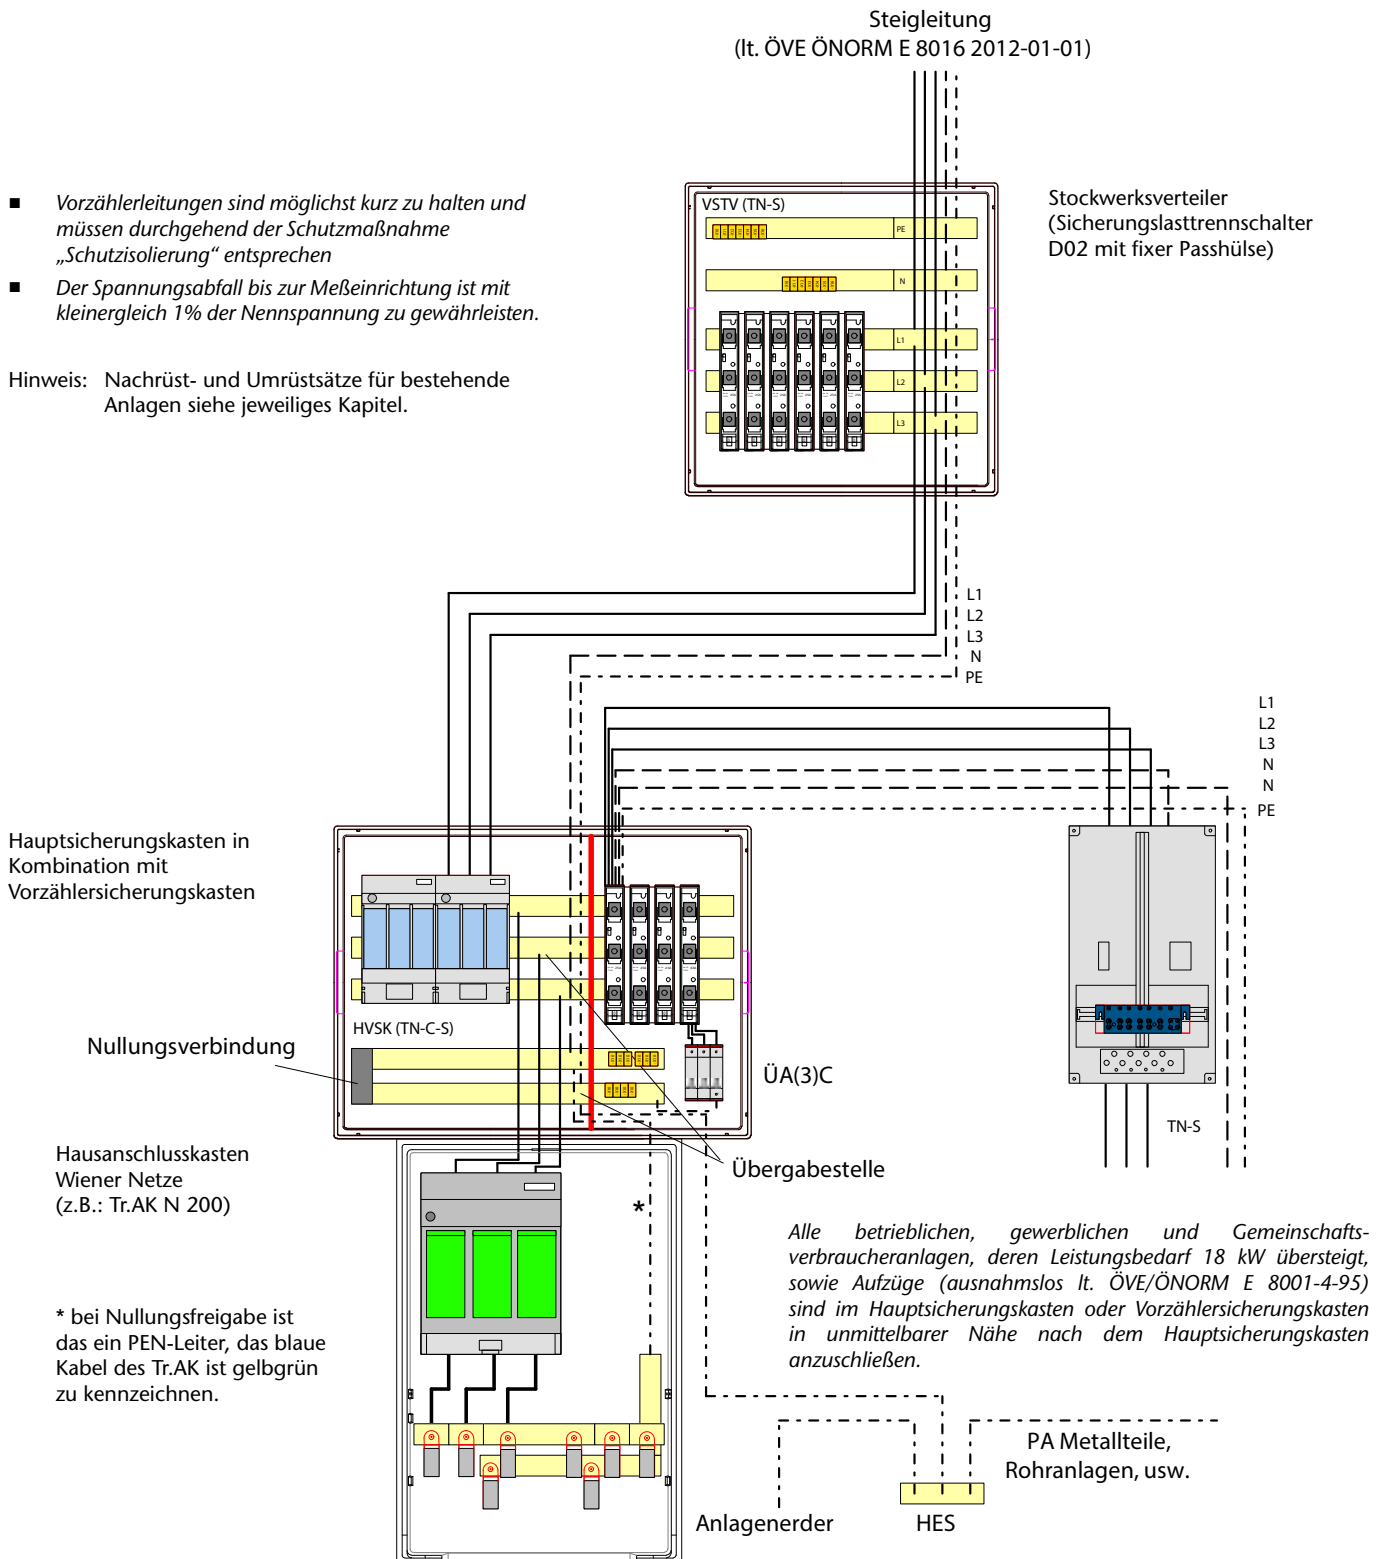 Steigleitung
(lt. ÖVE ÖNORM E 8016 2012-01-01)
■ Vorzählerleitungen sind möglichst kurz zu halten und
müssen durchgehend der Schutzmaßnahme
„Schutzisolierung“ entsprechen
■ Der Spannungsabfall bis zur Meßeinrichtung ist mit
kleinergleich 1% der Nennspannung zu gewährleisten.
Hinweis: Nachrüst- und Umrüstsätze für bestehende
Anlagen siehe jeweiliges Kapitel.
VSTV (TN-S)
PE
N
L1
L2
L3
Stockwerksverteiler
(Sicherungslasttrennschalter
D02 mit fixer Passhülse)
L1
L2
L3
N
PE
L1
L2
L3
N
N
PE
Hauptsicherungskasten in
Kombination mit
Vorzählersicherungskasten
HVSK (TN-C-S)
Nullungsverbindung
ÜA(3)C
TN-S
Hausanschlusskasten
Wiener Netze
(z.B.: Tr.AK N 200)
Übergabestelle
*
Alle betrieblichen, gewerblichen und Gemeinschafts-
verbraucheranlagen, deren Leistungsbedarf 18 kW übersteigt,
sowie Aufzüge (ausnahmslos lt. ÖVE/ÖNORM E 8001-4-95)
sind im Hauptsicherungskasten oder Vorzählersicherungskasten
in unmittelbarer Nähe nach dem Hauptsicherungskasten
anzuschließen.
* bei Nullungsfreigabe ist
das ein PEN-Leiter, das blaue
Kabel des Tr.AK ist gelbgrün
zu kennzeichnen.
PA Metallteile,
Rohranlagen, usw.
Anlagenerder
HES